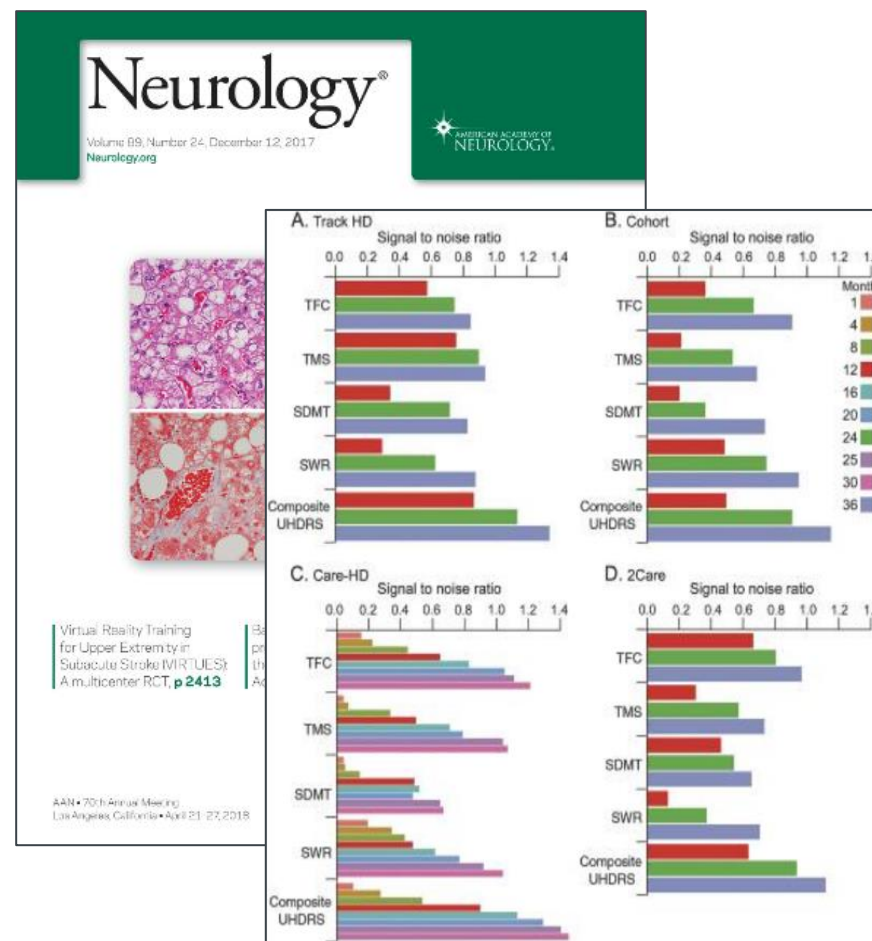 Neurology®
Volume 89, Number 24, December 12, 2017
Neurology.org
AMERICAN ACADEMY OF
NEUROLOGY®
Virtual Reality Training
for Upper Extremity in
Subacute Stroke (VIRTUES):
A multicenter RCT, p 2413
AAN • 70th Annual Meeting
Los Angeles, California • April 21-27, 2018
A. Track HD
Signal to noise ratio
0.0 0.2 0.4 0.6 0.8 1.0 1.2 1.4
TFC
TMS
SDMT
SWR
Composite
UHDRS
B. Cohort
Signal to noise ratio
0.0 0.2 0.4 0.6 0.8 1.0 1.2 1.4
TFC
TMS
SDMT
SWR
Composite
UHDRS
Month
1
4
8
12
16
20
24
25
30
36
C. Care-HD
Signal to noise ratio
0.0 0.2 0.4 0.6 0.8 1.0 1.2 1.4
TFC
TMS
SDMT
SWR
Composite
UHDRS
D. 2Care
Signal to noise ratio
0.0 0.2 0.4 0.6 0.8 1.0 1.2
TFC
TMS
SDMT
SWR
Composite
UHDRS